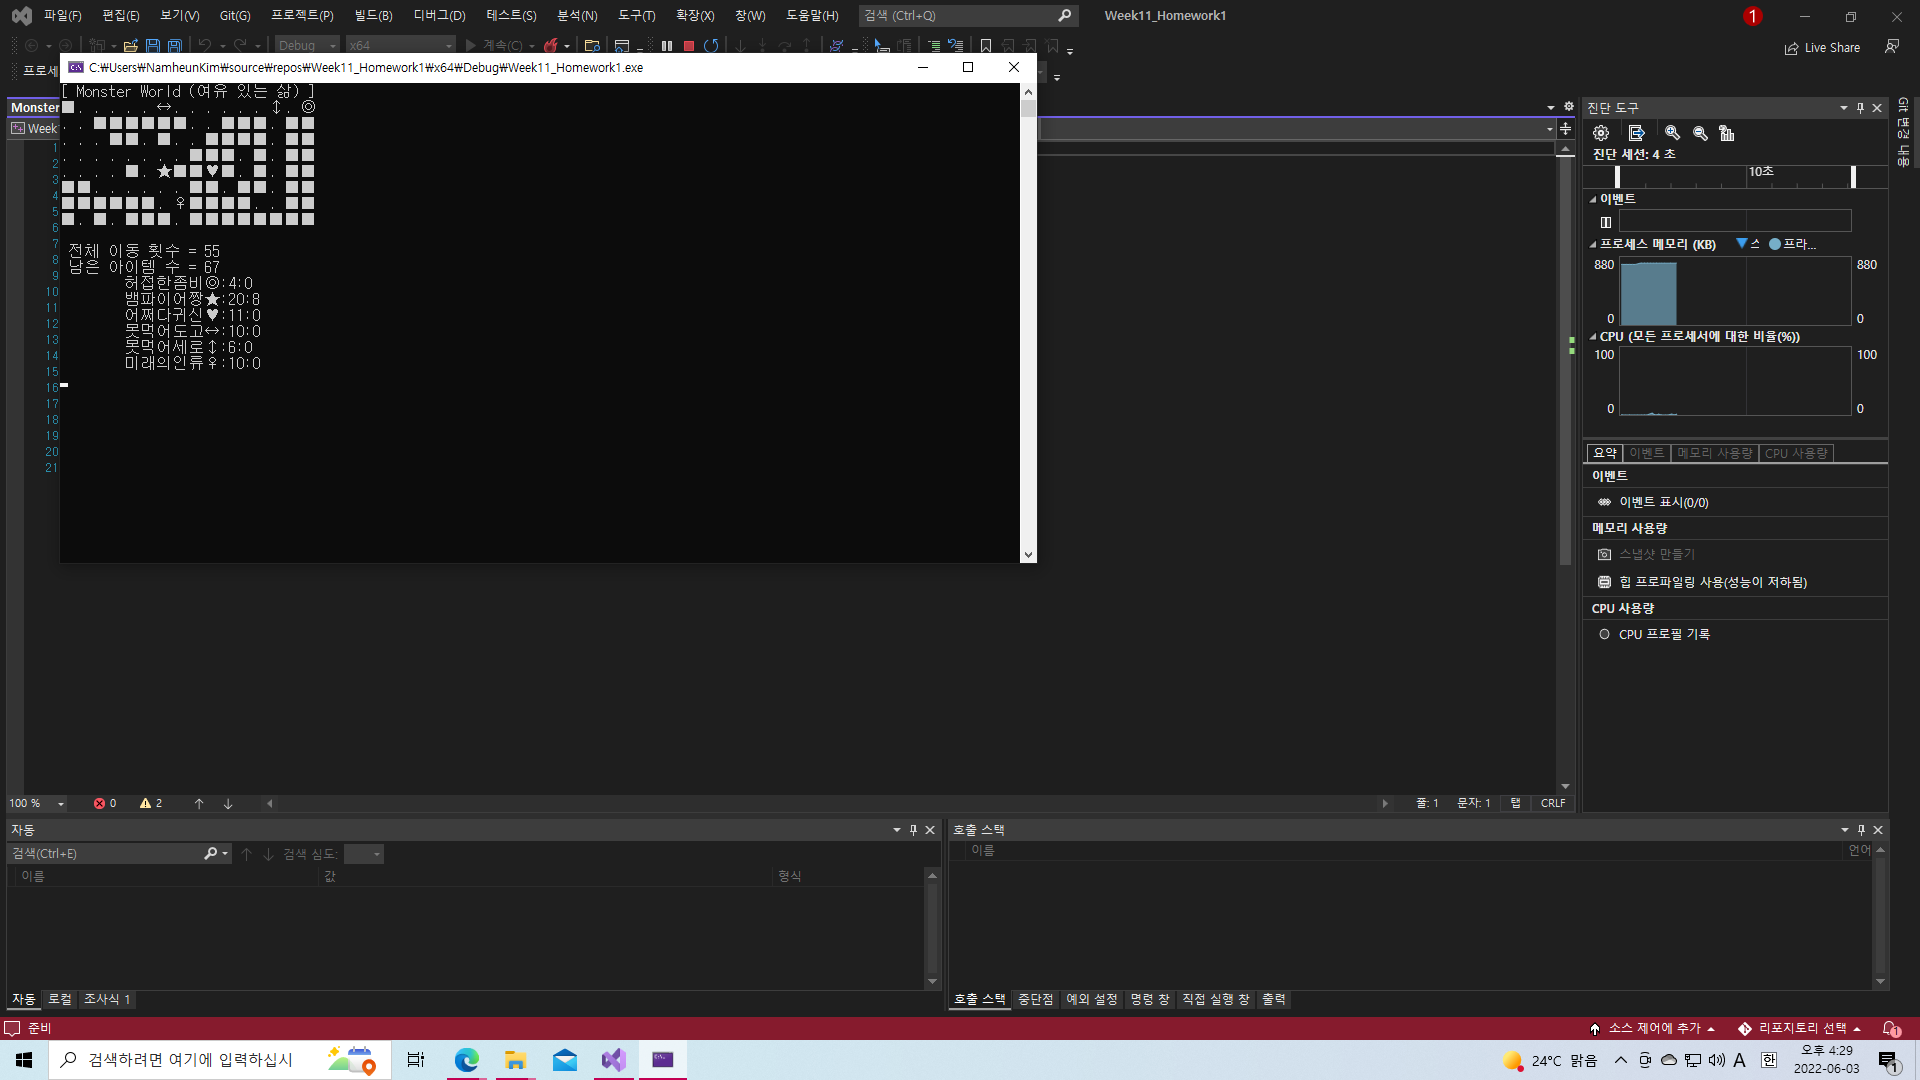 파일(F) 편집(E) 보기(V) Git(G) 프로젝트(P) 빌드(B) 디버그(D) 테스트(S) 분석(N) 도구(T) 확장(X) 창(W) 도움말(H) 검색 (Ctrl+Q) Week11_Homework1 1
Debug x64 계속(C) Live Share
프로세
C:₩Users₩NamheunKim₩source₩repos₩Week11_Homework1₩x64₩Debug₩Week11_Homework1.exe
Monster
Week
[ Monster World (여유 있는 삶) ]
■.....↔......↕.◎
..■■■■■■..■■■.■■
...■■.■..■■■■.■■
........■■■.■.■■
....■.★■■♥■.■.■■
■■......■■.■■.■■
■■■■■■.♀■■■■..■■
■.■.■■■.■■■■■■■■
전체 이동 횟수 = 55
남은 아이템 수 = 67
허접한좀비◎:4:0
뱀파이어짱★:20:8
어쩌다귀신♥:11:0
못먹어도고↔:10:0
못먹어세로↕:6:0
미래의인류♀:10:0
1
2
3
4
5
6
7
8
9
10
11
12
13
14
15
16
17
18
19
20
21
진단 도구
진단 세션: 4 초
10초
이벤트
프로세스 메모리 (KB) 스 프라...
880 880
0 0
CPU (모든 프로세서에 대한 비율(%))
100 100
0 0
요약 이벤트 메모리 사용량 CPU 사용량
이벤트
이벤트 표시(0/0)
메모리 사용량
스냅샷 만들기
힙 프로파일링 사용(성능이 저하됨)
CPU 사용량
CPU 프로필 기록
Git 변경 내용
100 % 0 2 줄: 1 문자: 1 탭 CRLF
자동
검색(Ctrl+E) 검색 심도:
이름 값 형식
자동 로컬 조사식 1
호출 스택
이름 언어
호출 스택 중단점 예외 설정 명령 창 직접 실행 창 출력
준비 소스 제어에 추가 리포지토리 선택 1
검색하려면 여기에 입력하십시 24°C 맑음 A 한 오후 4:29
2022-06-03 1